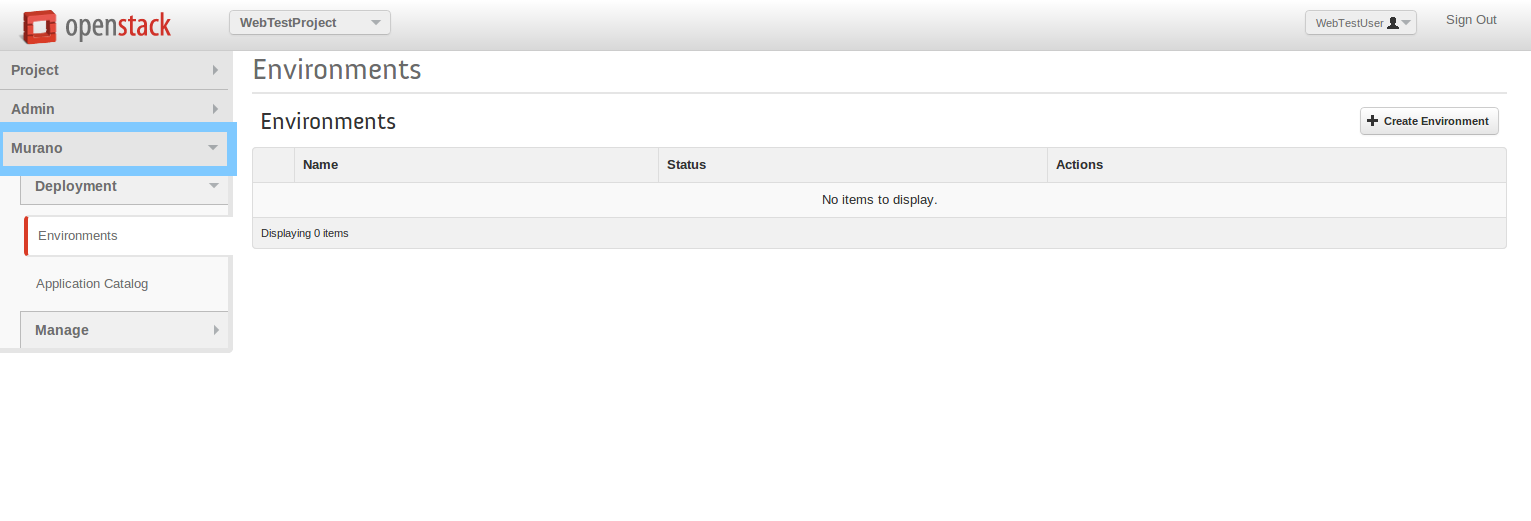 openstack
WebTestProject
WebTestUser
Sign Out
Project
Admin
Murano
Deployment
Environments
Application Catalog
Manage
Environments
Environments
Create Environment
Name Status Actions
No items to display.
Displaying 0 items